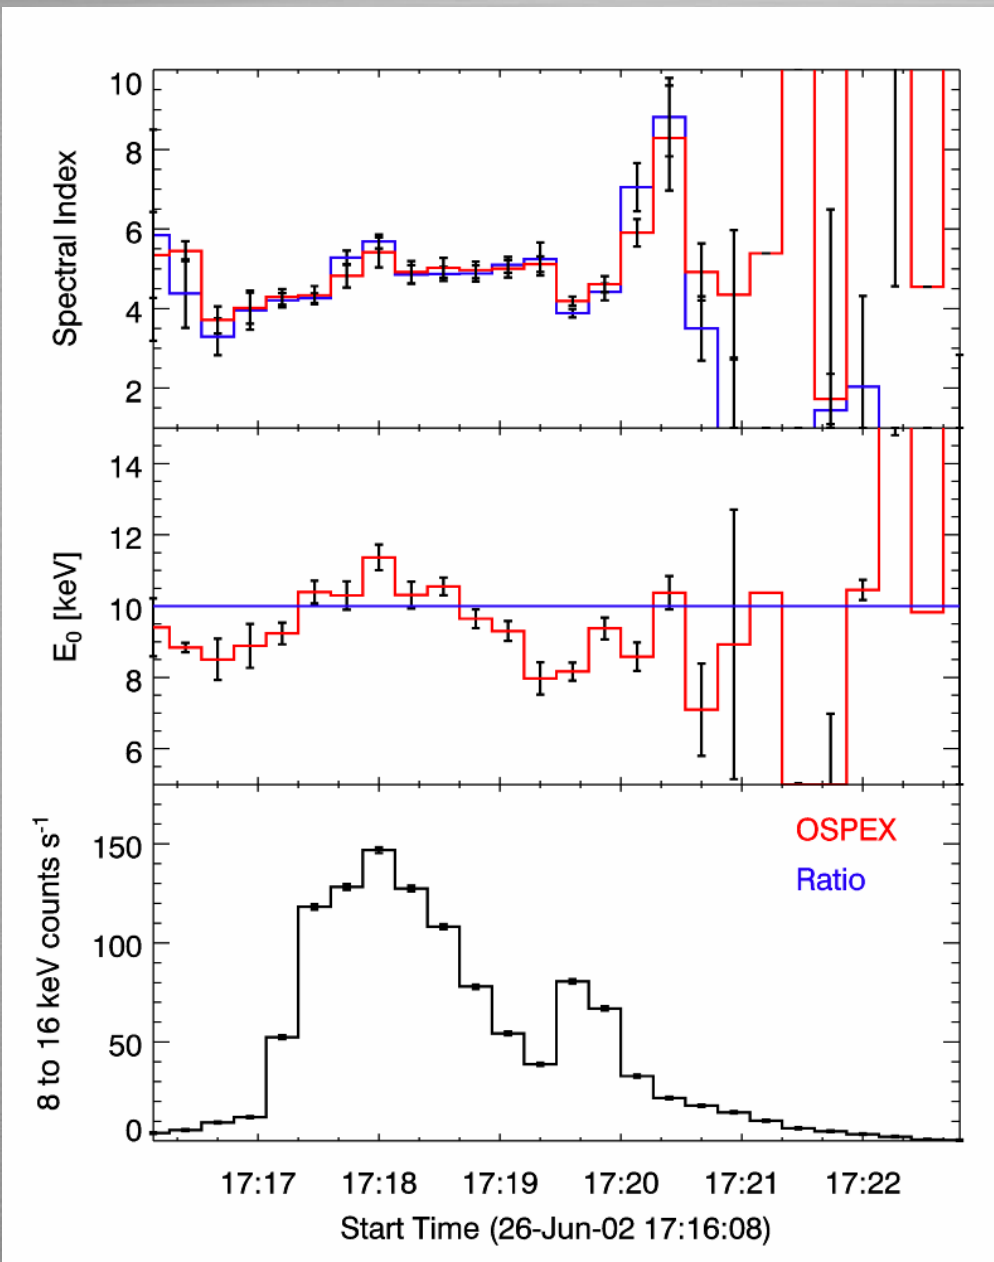 10
8
6
4
2
Spectral Index
14
12
10
8
6
E₀ [keV]
OSPEX
Ratio
150
100
50
0
8 to 16 keV counts s⁻¹
17:17 17:18 17:19 17:20 17:21 17:22
Start Time (26-Jun-02 17:16:08)